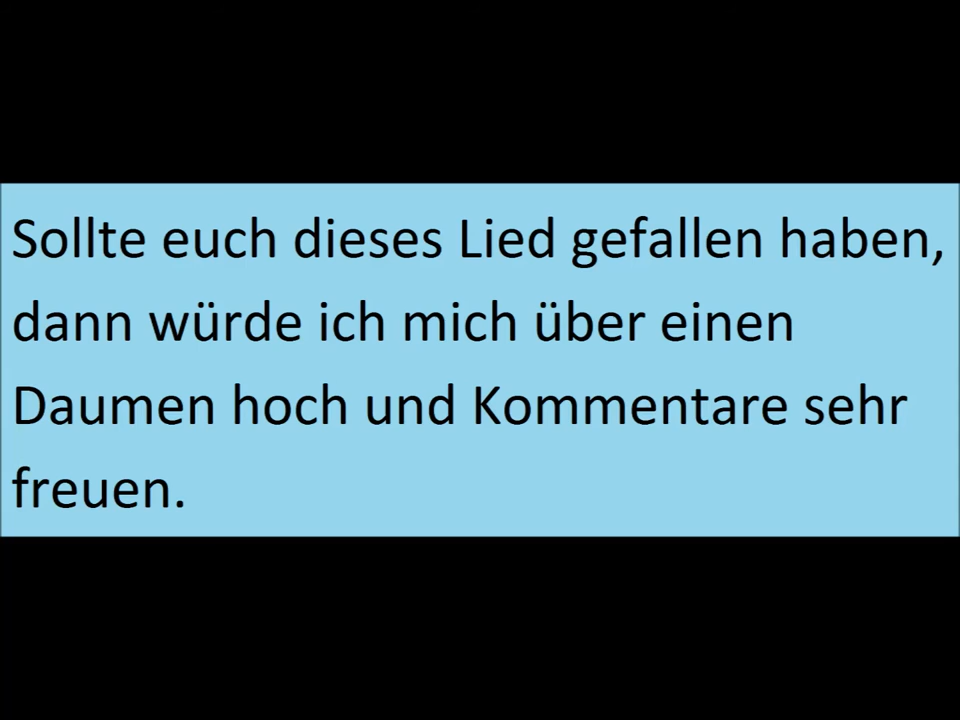 Sollte euch dieses Lied gefallen haben,
dann würde ich mich über einen
Daumen hoch und Kommentare sehr
freuen.